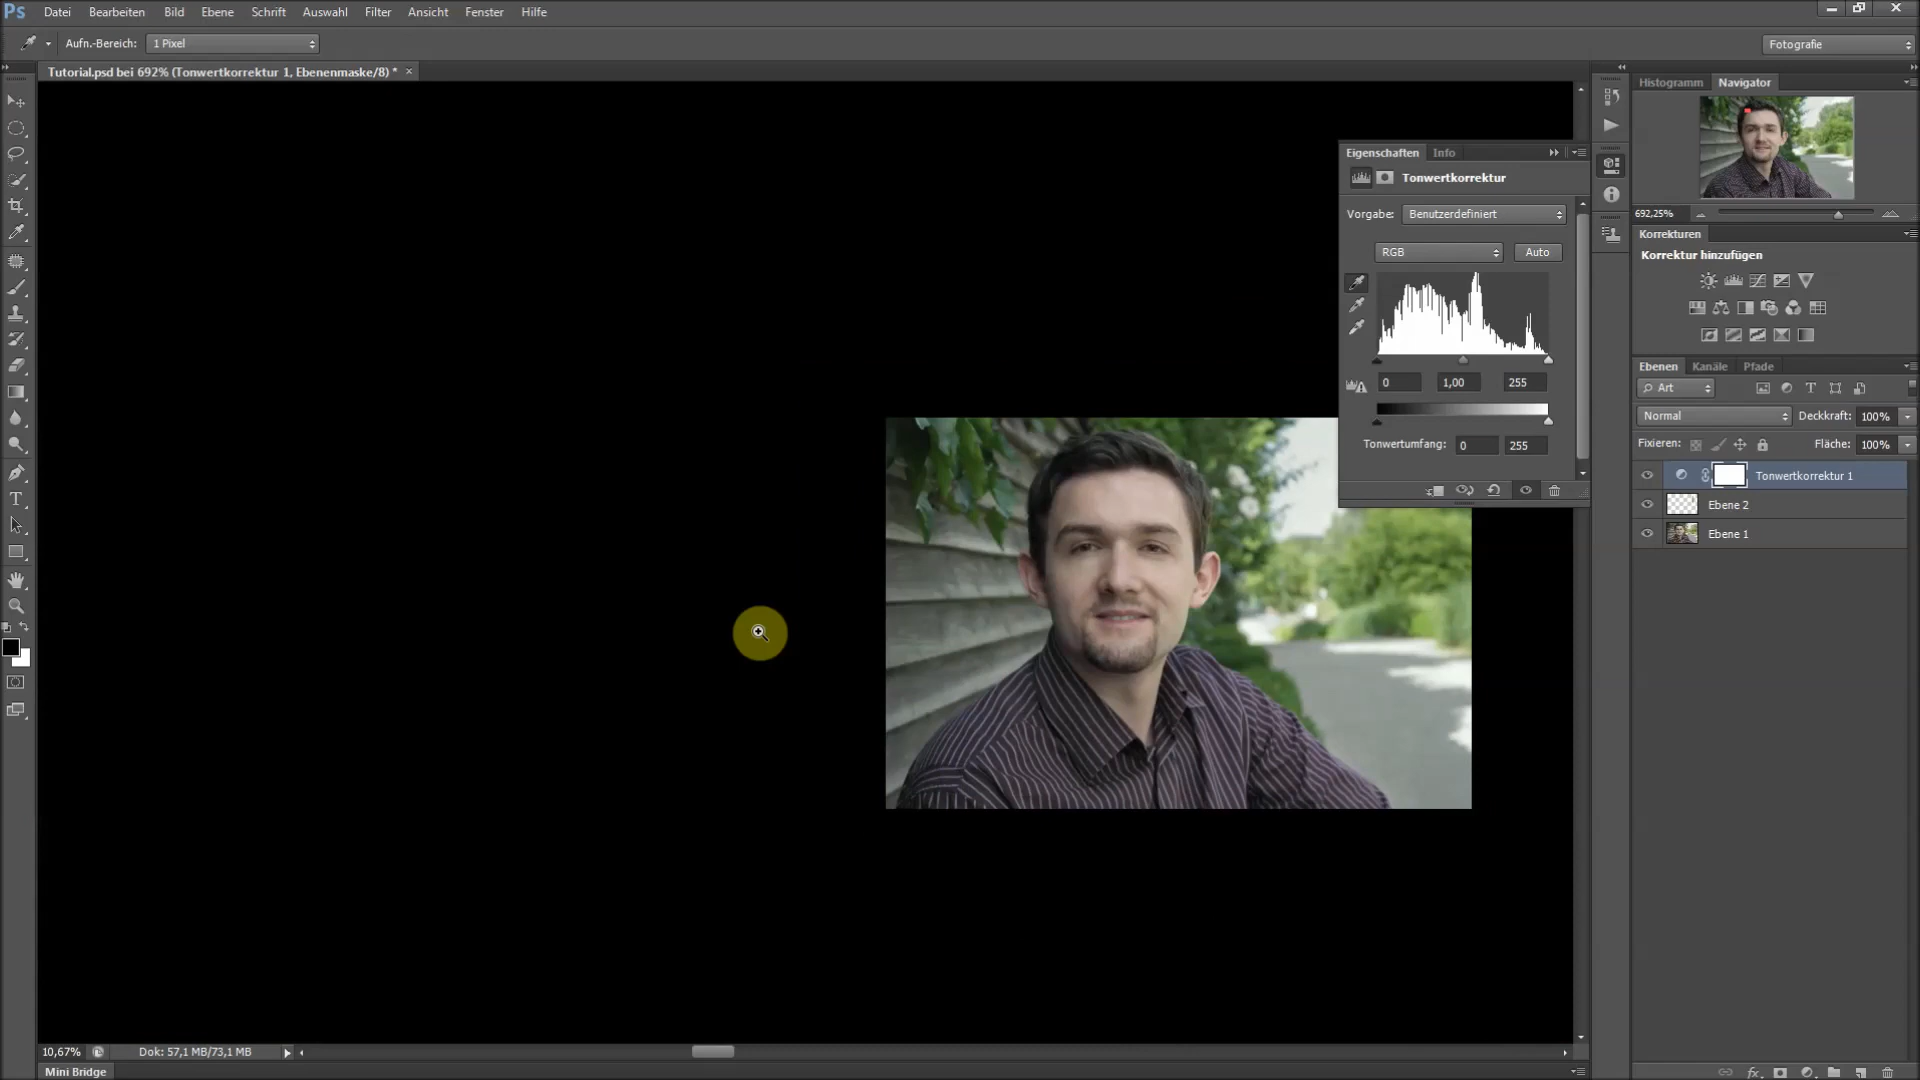 Ps Datei Bearbeiten Bild Ebene Schrift Auswahl Filter Ansicht Fenster Hilfe
Aufn.-Bereich: 1 Pixel Fotografie
Tutorial.psd bei 692% (Tonwertkorrektur 1, Ebenenmaske/8) *
Histogramm Navigator
692,25%
Eigenschaften Info
Tonwertkorrektur
Vorgabe: Benutzerdefiniert
RGB Auto
0 1,00 255
Tonwertumfang: 0 255
Korrekturen
Korrektur hinzufügen
Ebenen Kanäle Pfade
Art
Normal Deckkraft: 100%
Fixieren: Fläche: 100%
Tonwertkorrektur 1
Ebene 2
Ebene 1
10,67% Dok: 57,1 MB/73,1 MB
Mini Bridge